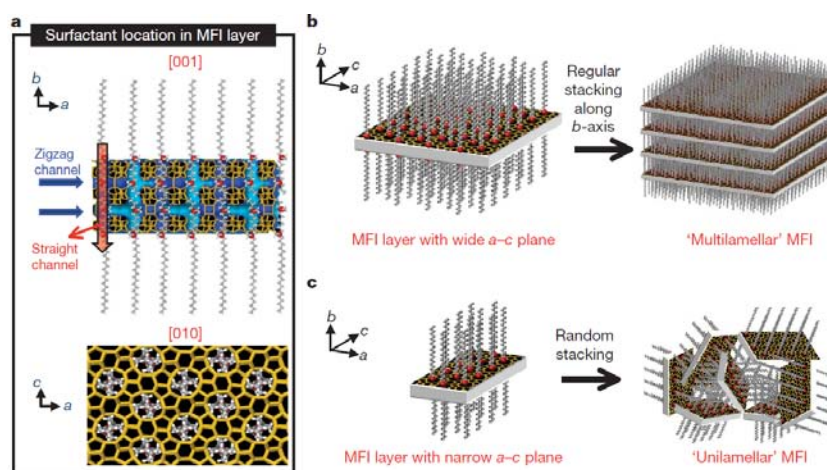 a
Surfactant location in MFI layer
[001]
b
a
Zigzag
channel
Straight
channel
[010]
c
a
b
b
c
a
Regular
stacking
along
b-axis
MFI layer with wide a–c plane
‘Multilamellar’ MFI
c
b
c
a
Random
stacking
MFI layer with narrow a–c plane
‘Unilamellar’ MFI